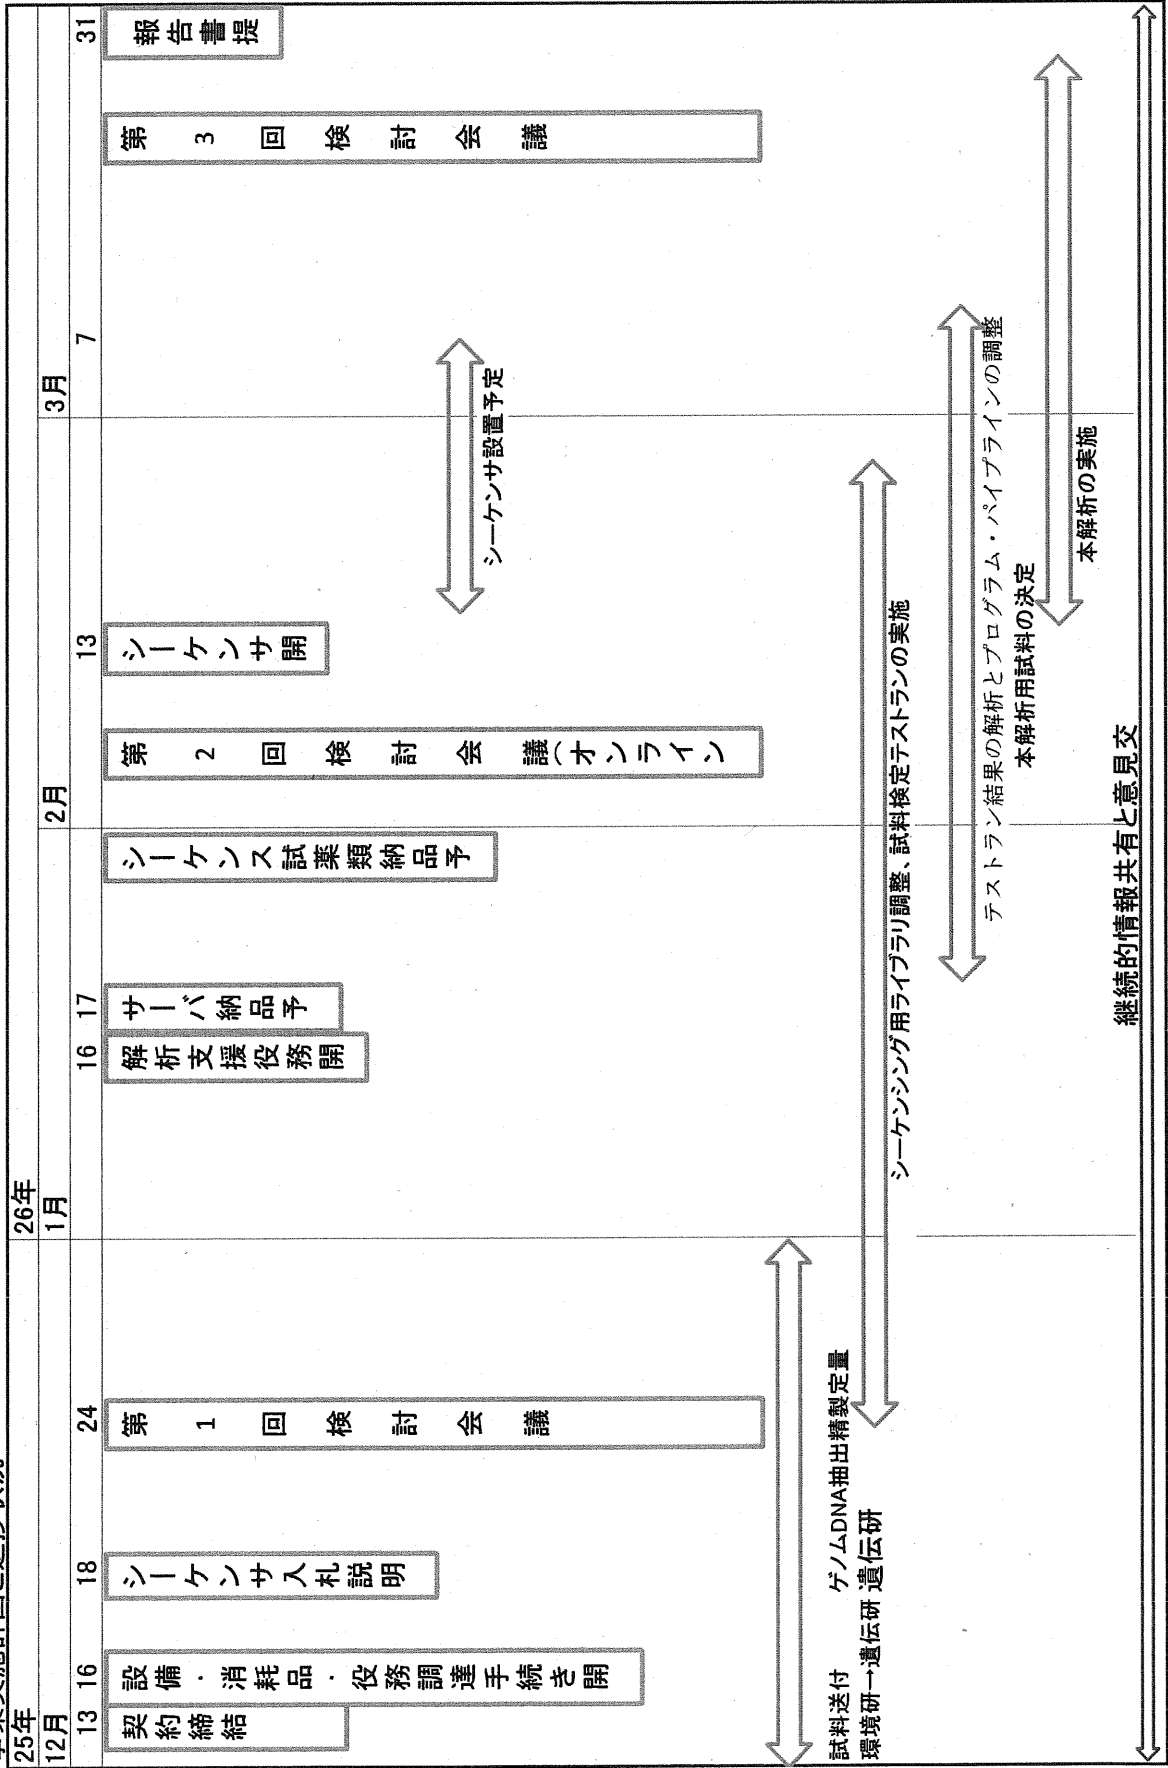 事業実施計画と進捗状況
25年
26年
12月
1月
2月
3月
13
16
18
24
16
17
13
7
31
契約締結
設備・消耗品・役務調達手続き開
シーケンサ入札説明
第1回検討会議
解析支援役務開
サーバ納品予
シーケンス試薬類納品予
第2回検討会議(オンライン
シーケンサ開
第3回検討会議
報告書提
シーケンサ設置予定
試料送付
環境研→遺伝研
ゲノムDNA抽出精製定量
遺伝研
シーケンシング用ライブラリ調整、試料検定テストランの実施
テストラン結果の解析とプログラム・パイプラインの調整
本解析用試料の決定
本解析の実施
継続的情報共有と意見交